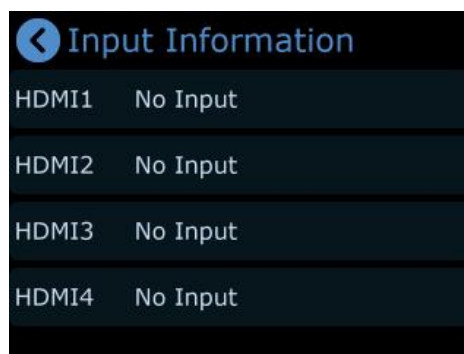 Input Information
HDMI1 No Input
HDMI2 No Input
HDMI3 No Input
HDMI4 No Input